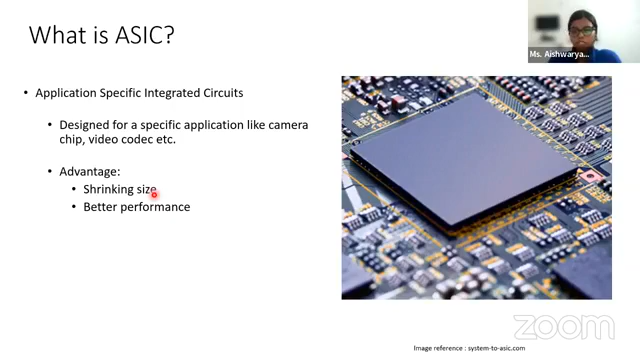 What is ASIC?
Ms. Aishwarya...
• Application Specific Integrated Circuits
• Designed for a specific application like camera
chip, video codec etc.
• Advantage:
• Shrinking size
• Better performance
zoom
Image reference : system-to-asic.com